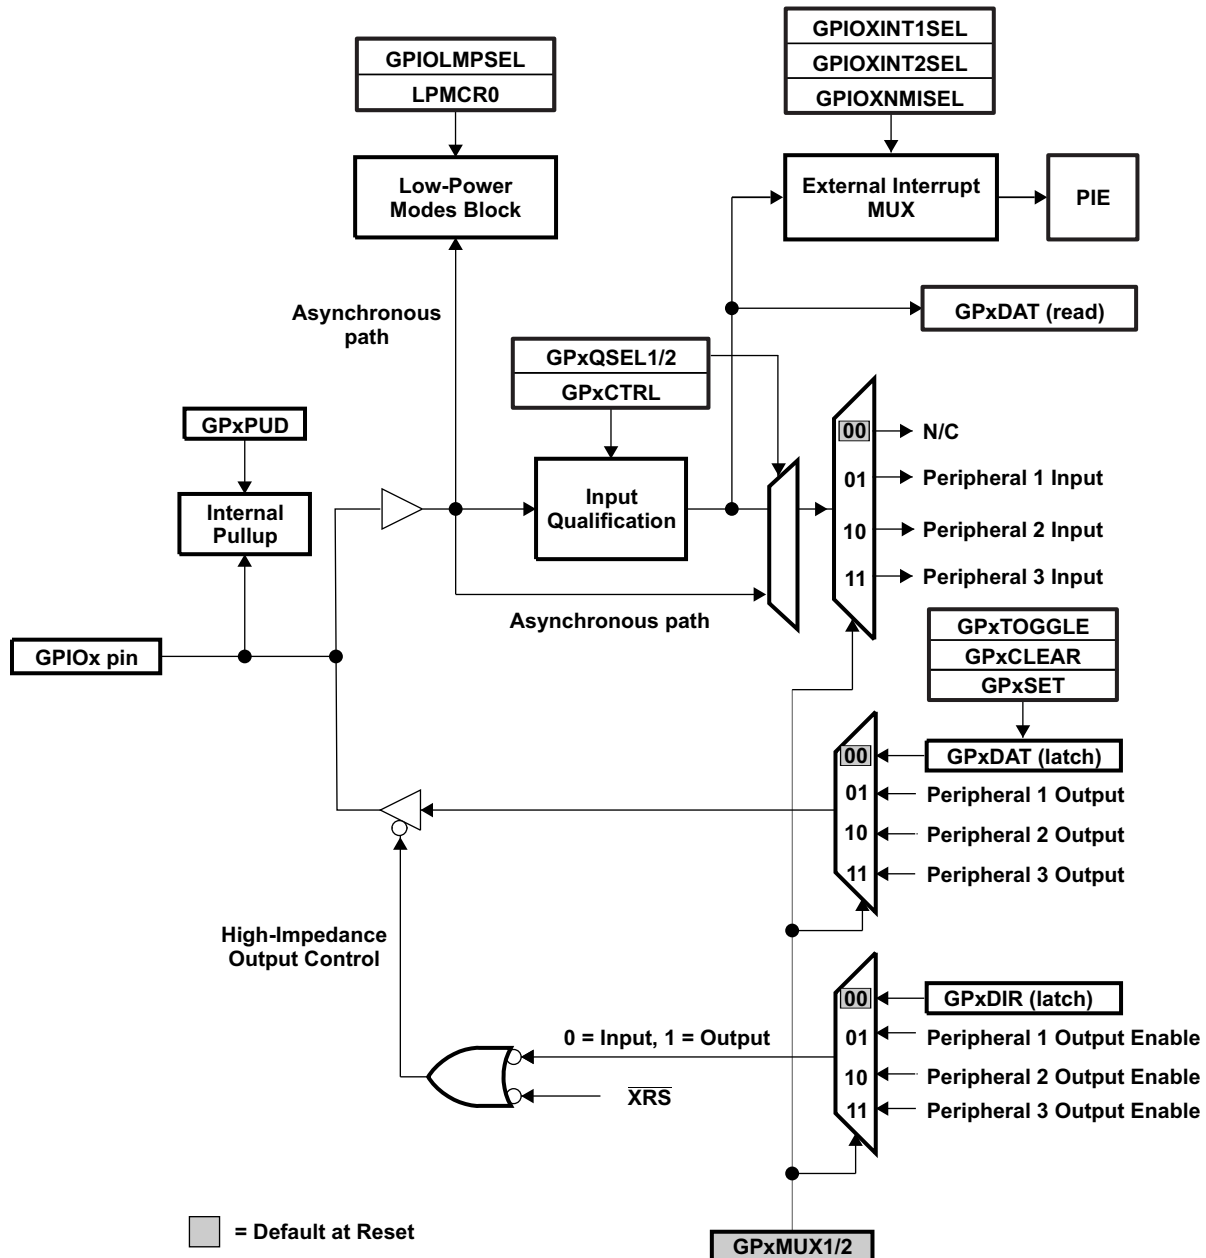 GPIOLMPSEL
LPMCR0
GPIOXINT1SEL
GPIOXINT2SEL
GPIOXNMISEL
Low-Power
Modes Block
External Interrupt
MUX
PIE
Asynchronous
path
GPxDAT (read)
GPxQSEL1/2
GPxCTRL
GPxPUD
Internal
Pullup
Input
Qualification
00
N/C
01
Peripheral 1 Input
10
Peripheral 2 Input
11
Peripheral 3 Input
Asynchronous path
GPIOx pin
GPxTOGGLE
GPxCLEAR
GPxSET
00
GPxDAT (latch)
01
Peripheral 1 Output
10
Peripheral 2 Output
11
Peripheral 3 Output
High-Impedance
Output Control
00
GPxDIR (latch)
0 = Input, 1 = Output
01
Peripheral 1 Output Enable
10
Peripheral 2 Output Enable
XRS
11
Peripheral 3 Output Enable
= Default at Reset
GPxMUX1/2